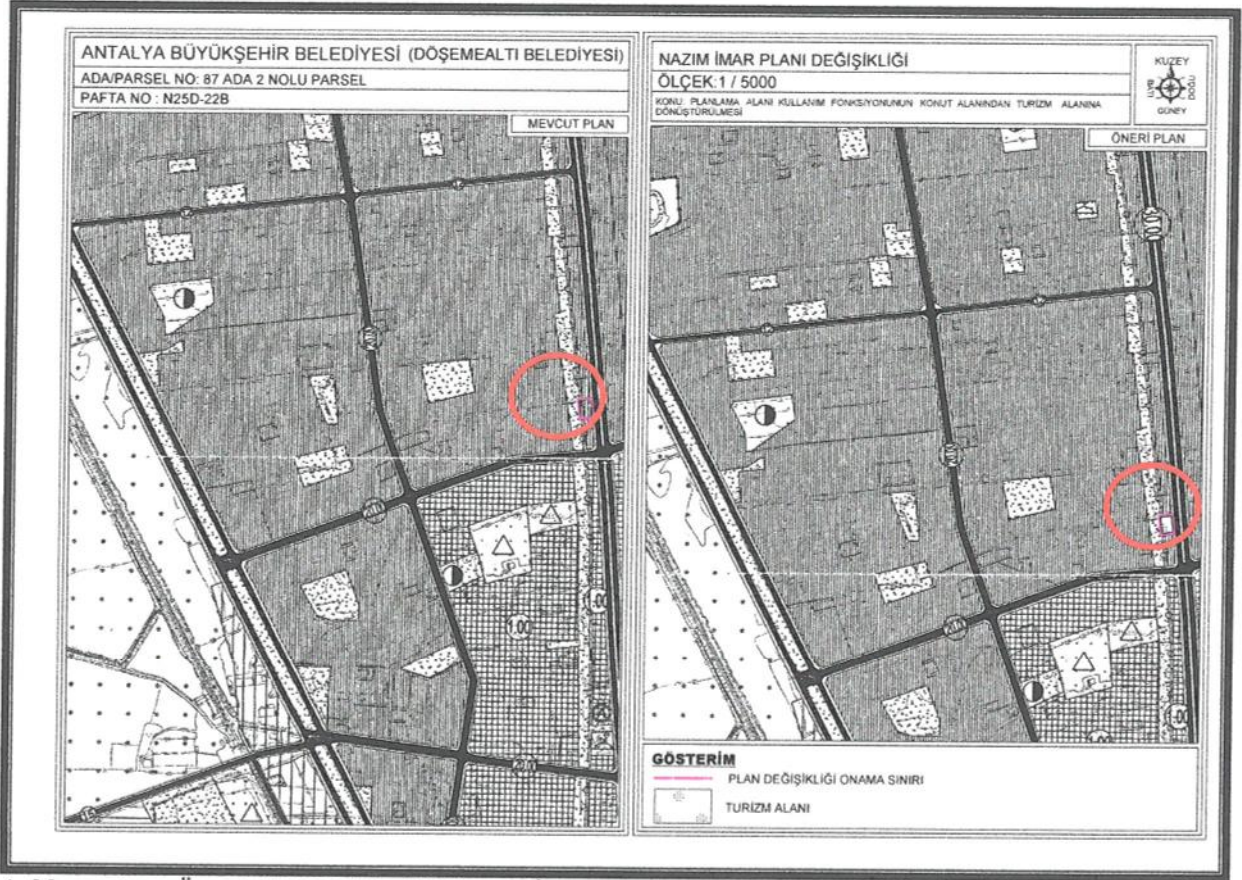 ANTALYA BÜYÜKŞEHİR BELEDİYESİ (DÖŞEMEALTI BELEDİYESİ)
ADA/PARSEL NO: 87 ADA 2 NOLU PARSEL
PAFTA NO : N25D-22B
MEVCUT PLAN
NAZIM İMAR PLANI DEĞİŞİKLİĞİ
ÖLÇEK:1 / 5000
KONU: PLANLAMA ALANI KULLANIM FONKSİYONUNUN KONUT ALANINDAN TURİZM ALANINA
DÖNÜŞTÜRÜLMESİ
KUZEY
BATI
DOĞU
GÜNEY
ÖNERİ PLAN
1.00
GÖSTERİM
PLAN DEĞİŞİKLİĞİ ONAMA SINIRI
TURİZM ALANI